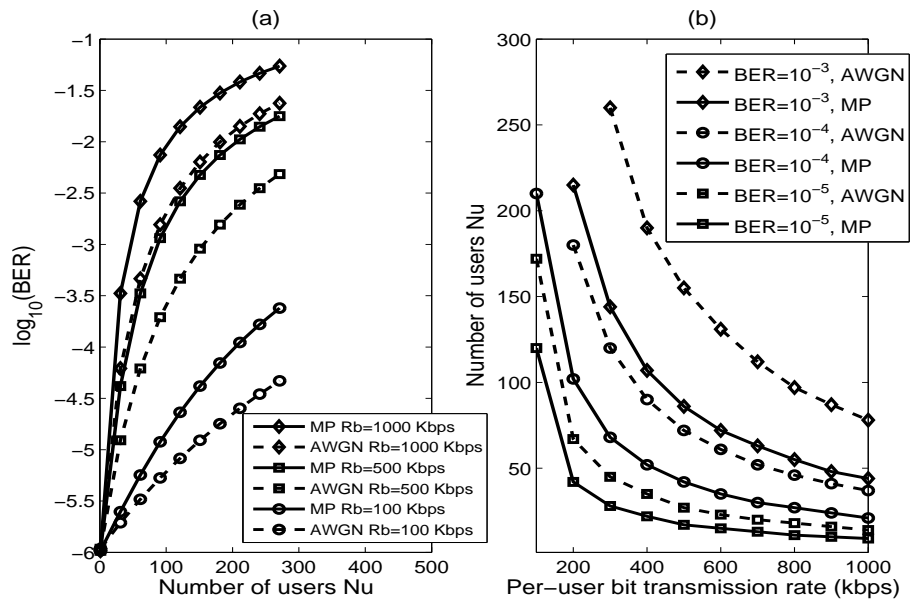 (a)
−1
−1.5
−2
−2.5
−3
−3.5
−4
−4.5
−5
−5.5
−6
log10(BER)
0 100 200 300 400 500
Number of users Nu
MP Rb=1000 Kbps
AWGN Rb=1000 Kbps
MP Rb=500 Kbps
AWGN Rb=500 Kbps
MP Rb=100 Kbps
AWGN Rb=100 Kbps
(b)
300
250
200
150
100
50
Number of users Nu
200 400 600 800 1000
Per−user bit transmission rate (kbps)
BER=10−3, AWGN
BER=10−3, MP
BER=10−4, AWGN
BER=10−4, MP
BER=10−5, AWGN
BER=10−5, MP